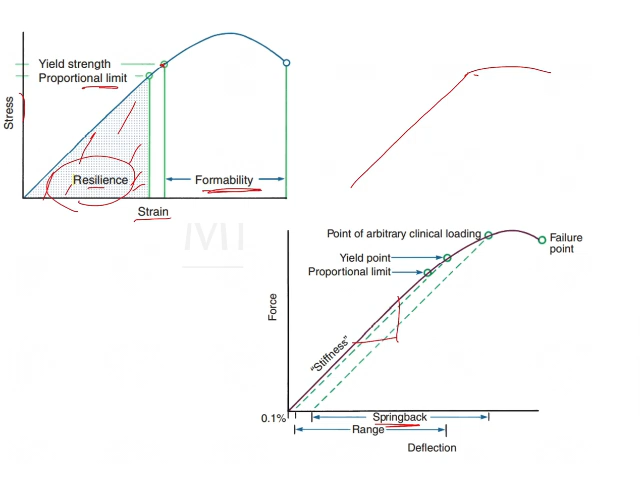 Yield strength
Proportional limit
Stress
Resilience
Formability
Strain
Point of arbitrary clinical loading
Failure
point
Yield point
Proportional limit
Force
"Stiffness"
0.1%
Springback
Range
Deflection